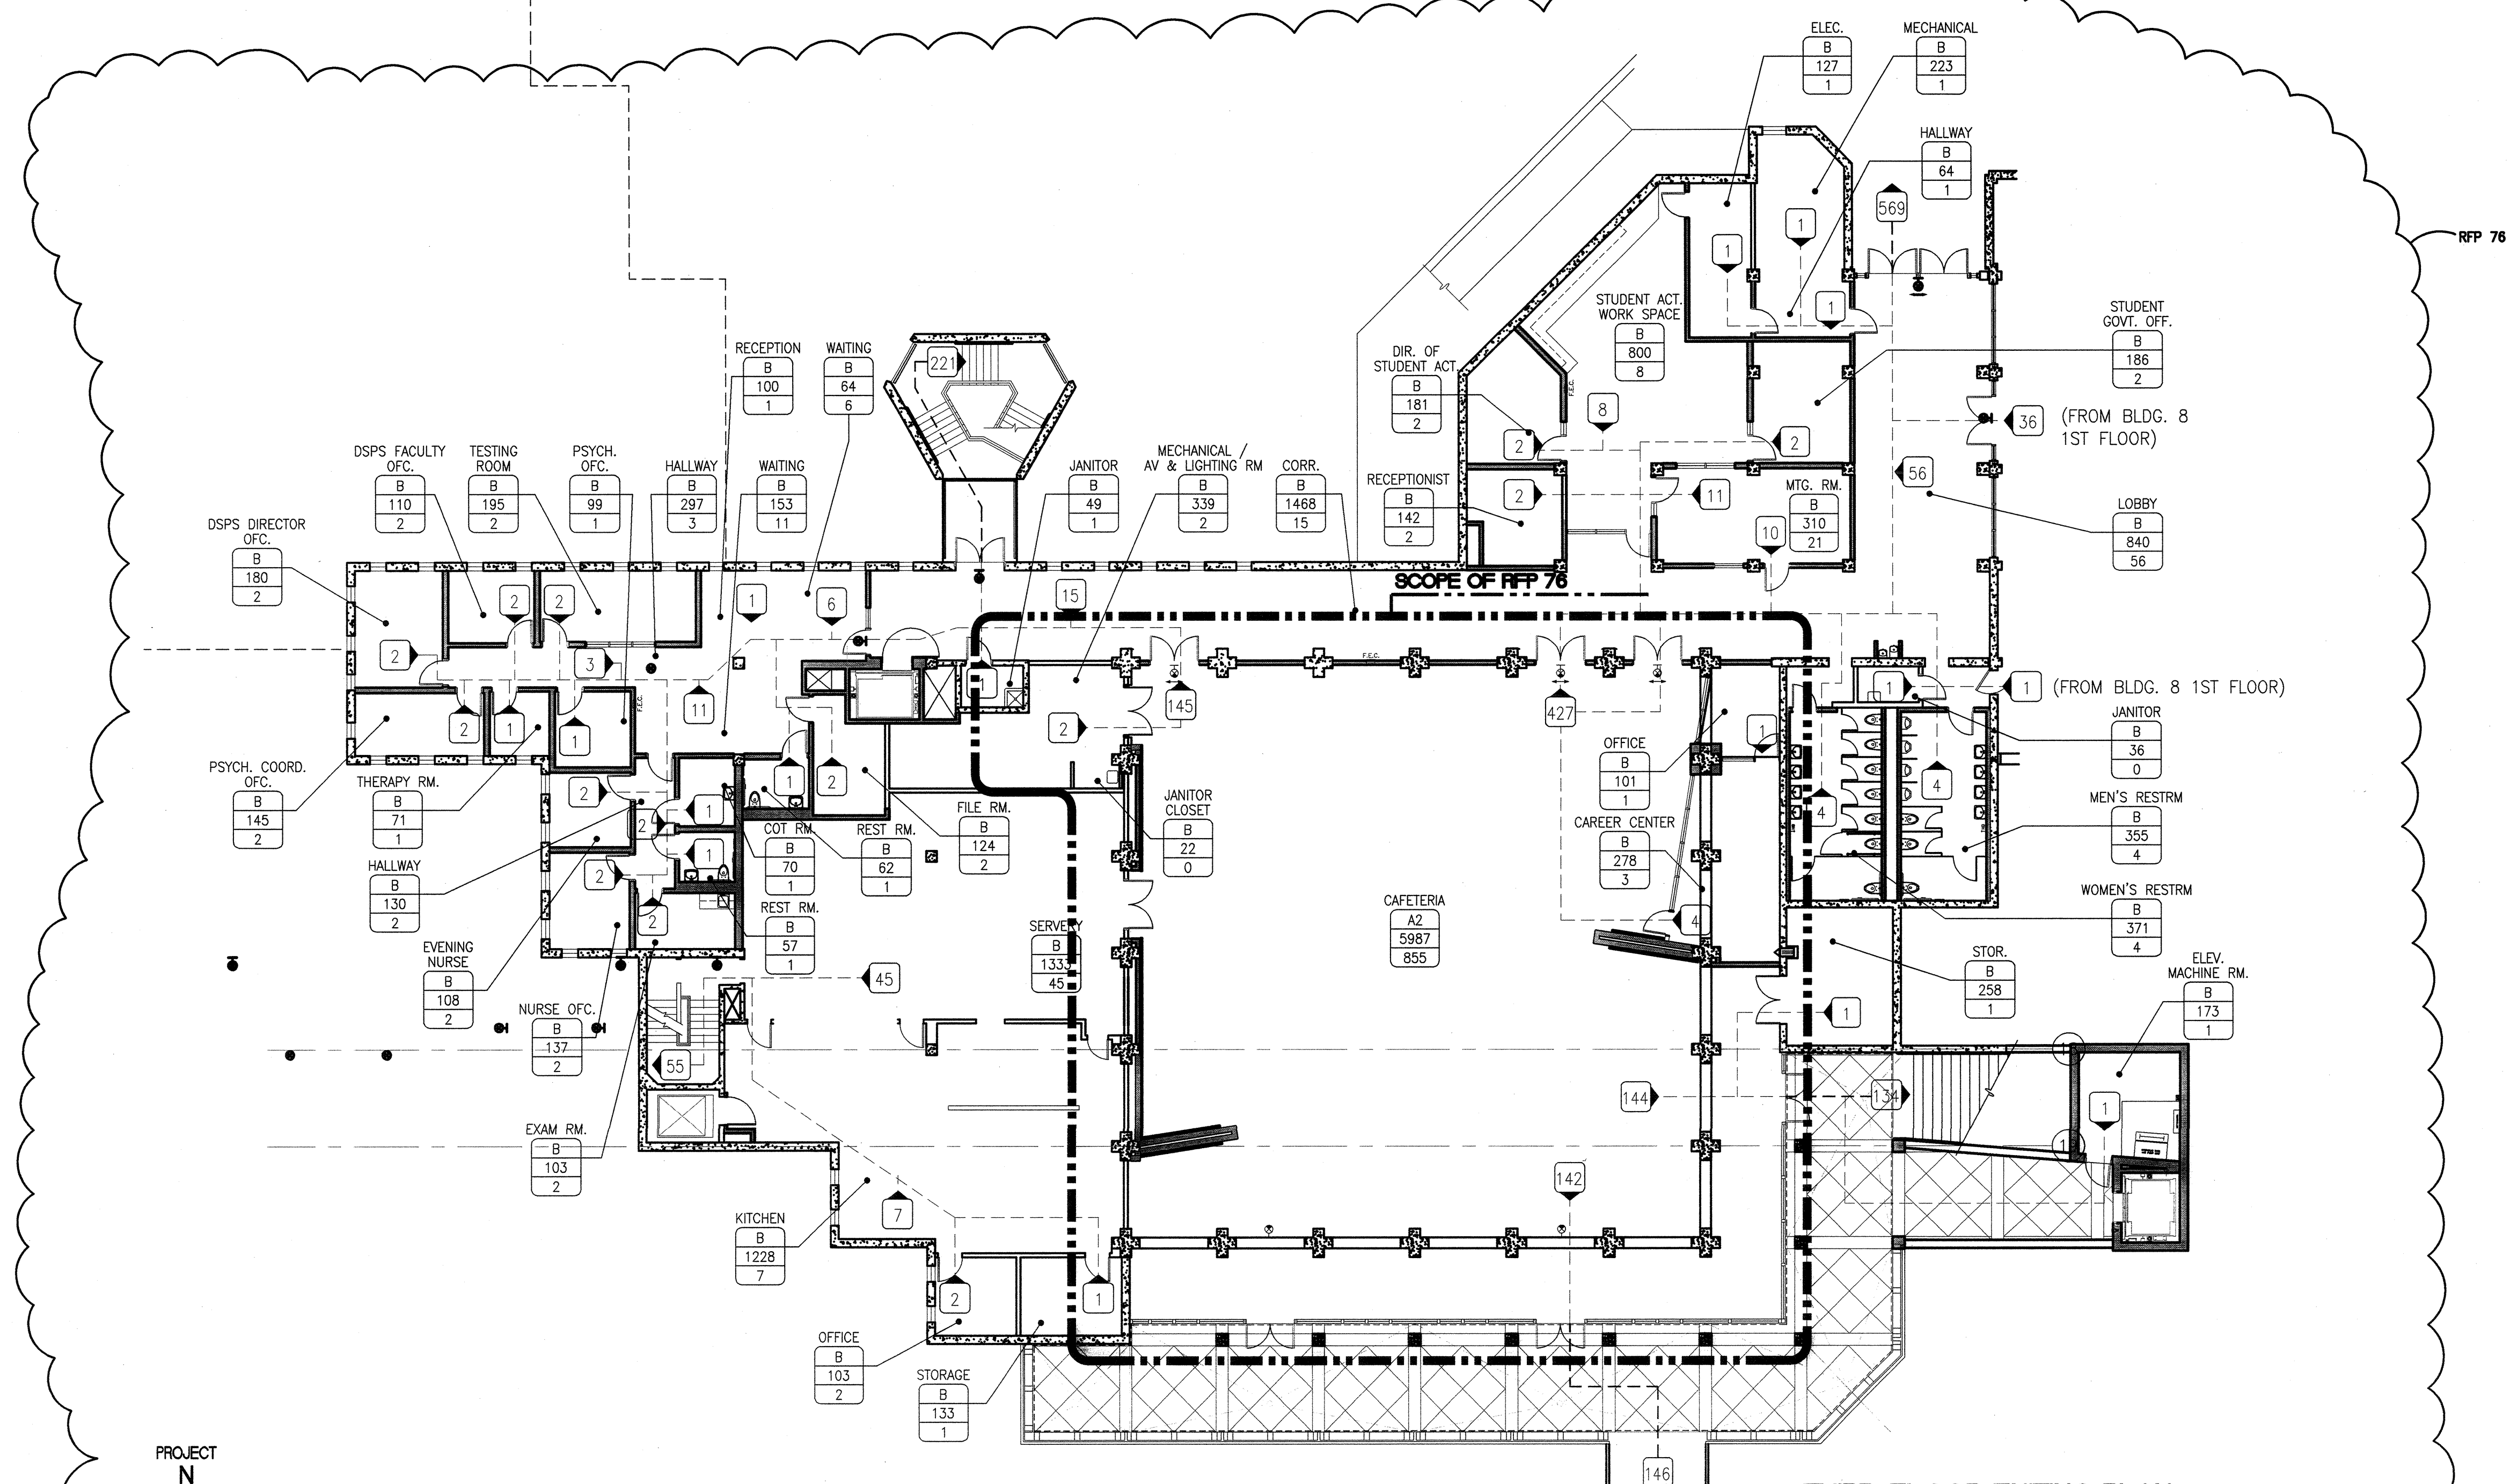 ELEC.
B
127
1
MECHANICAL
B
223
1
HALLWAY
B
64
1
569
RFP 76
1
1
1
STUDENT ACT.
WORK SPACE
B
800
8
STUDENT
GOVT. OFF.
B
186
2
RECEPTION
B
100
1
WAITING
B
64
6
221
DIR. OF
STUDENT ACT.
B
181
2
F.E.C.
8
2
2
36
(FROM BLDG. 8
1ST FLOOR)
DSPS FACULTY
OFC.
B
110
2
TESTING
ROOM
B
195
2
PSYCH.
OFC.
B
99
1
HALLWAY
B
297
3
WAITING
B
153
11
JANITOR
B
49
1
MECHANICAL /
AV & LIGHTING RM
B
339
2
CORR.
B
1468
15
RECEPTIONIST
B
142
2
2
11
MTG. RM.
B
310
21
10
56
LOBBY
B
840
56
DSPS DIRECTOR
OFC.
B
180
2
SCOPE OF RFP 76
2
2
1
6
15
2
3
F.E.C.
1
1
1
(FROM BLDG. 8 1ST FLOOR)
2
1
1
F.E.C.
11
1
2
2
145
427
1
JANITOR
B
36
0
OFFICE
B
101
1
PSYCH. COORD.
OFC.
B
145
2
THERAPY RM.
B
71
1
2
1
2
1
2
4
4
COT RM.
B
70
1
REST RM.
B
62
1
FILE RM.
B
124
2
JANITOR
CLOSET
B
22
0
CAREER CENTER
B
278
3
MEN'S RESTRM
B
355
4
HALLWAY
B
130
2
2
REST RM.
B
57
1
SERVERY
B
1333
45
CAFETERIA
A2
5987
855
4
WOMEN'S RESTRM
B
371
4
EVENING
NURSE
B
108
2
45
STOR.
B
258
1
ELEV.
MACHINE RM.
B
173
1
NURSE OFC.
B
137
2
55
1
1
144
134
1
1
EXAM RM.
B
103
2
142
KITCHEN
B
1228
7
7
2
1
OFFICE
B
103
2
STORAGE
B
133
1
146
PROJECT
N